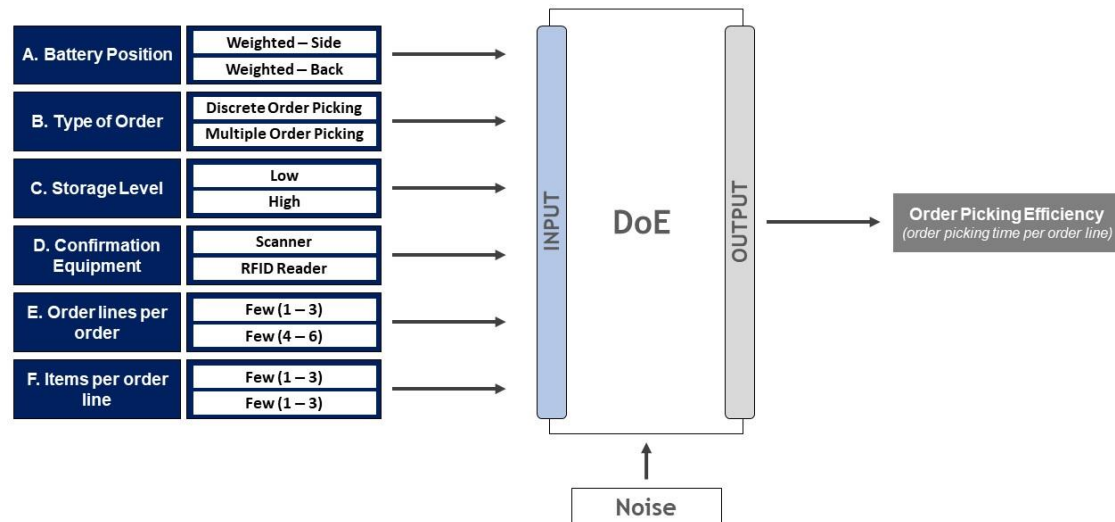 A. Battery Position
Weighted – Side
Weighted – Back
B. Type of Order
Discrete Order Picking
Multiple Order Picking
C. Storage Level
Low
High
D. Confirmation
Equipment
Scanner
RFID Reader
E. Order lines per
order
Few (1 – 3)
Few (4 – 6)
F. Items per order
line
Few (1 – 3)
Few (1 – 3)
INPUT
DoE
OUTPUT
Order Picking Efficiency
(order picking time per order line)
Noise